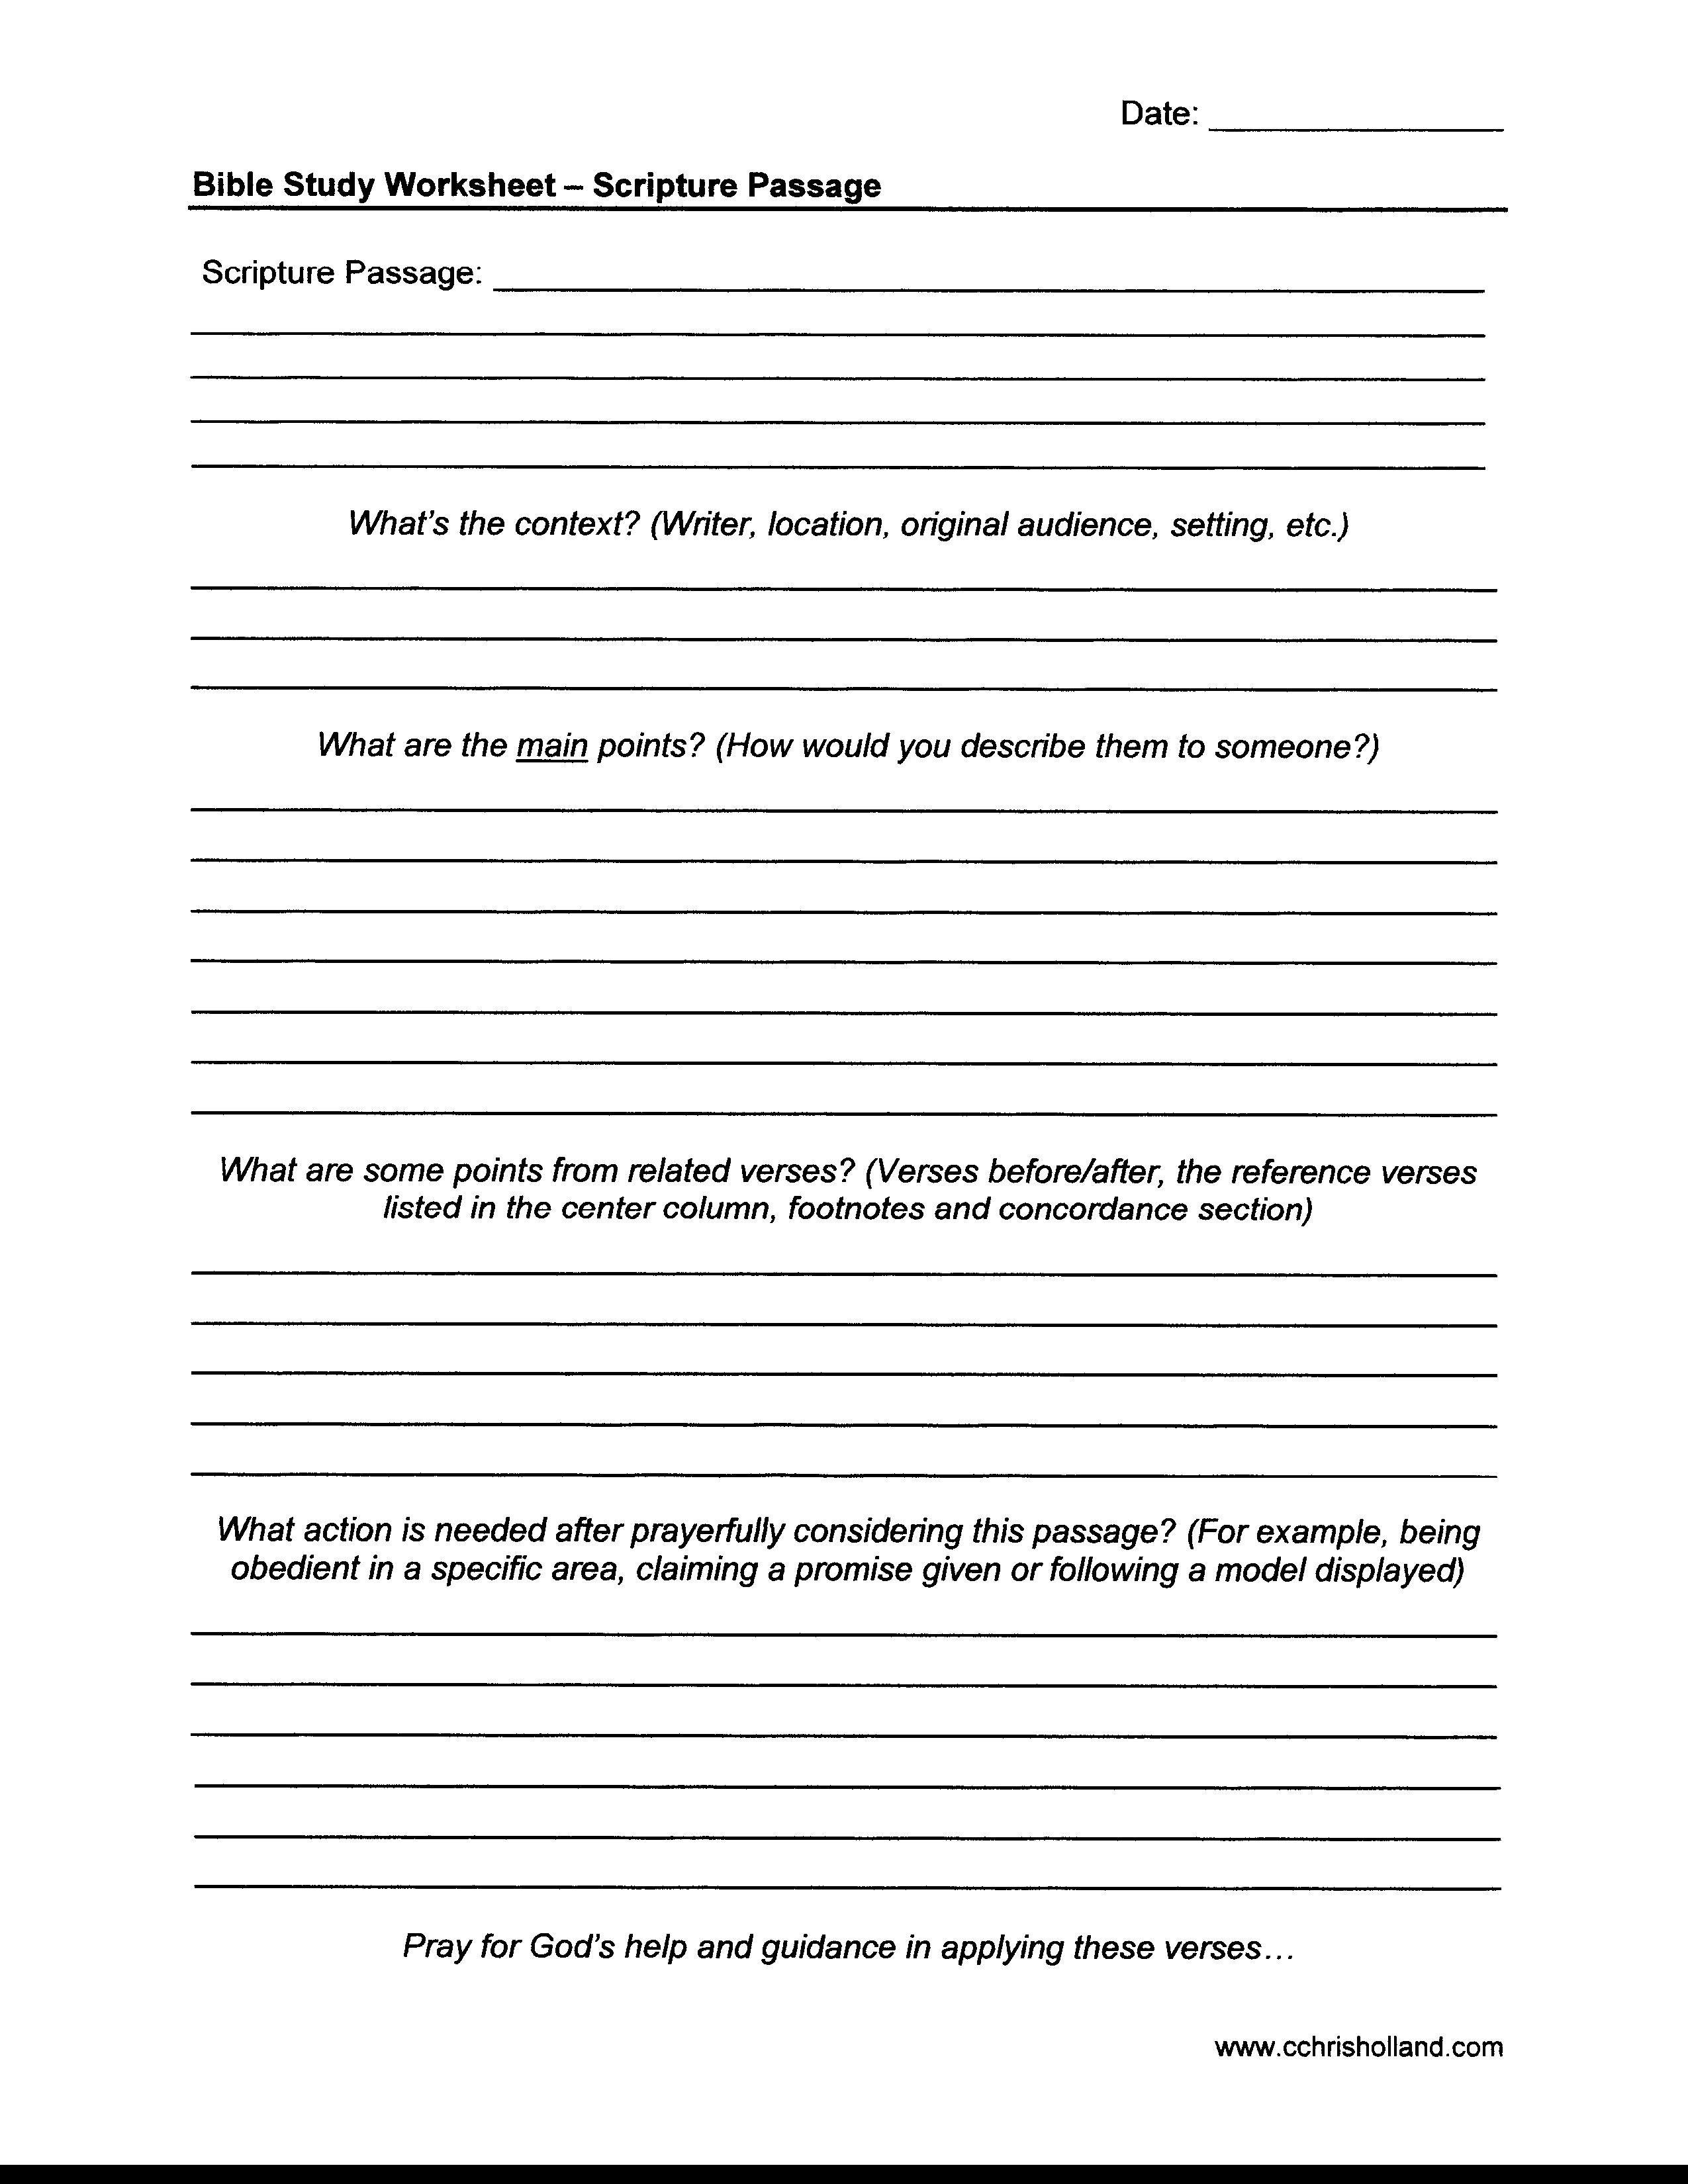 Date:
Bible Study Worksheet – Scripture Passage
Scripture Passage:
What's the context? (Writer, location, original audience, setting, etc.)
What are the main points? (How would you describe them to someone?)
What are some points from related verses? (Verses before/after, the reference verses
listed in the center column, footnotes and concordance section)
What action is needed after prayerfully considering this passage? (For example, being
obedient in a specific area, claiming a promise given or following a model displayed)
Pray for God's help and guidance in applying these verses...
www.cchrisholland.com